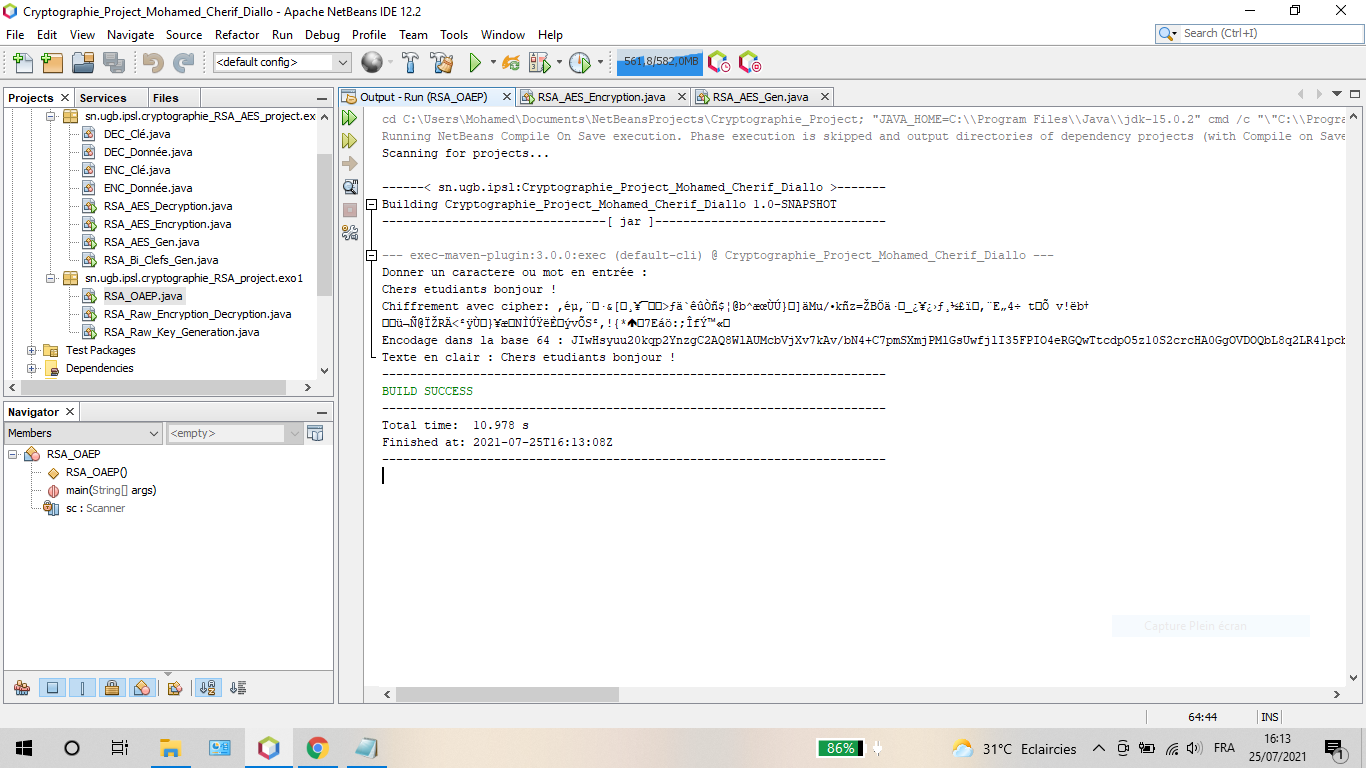 Cryptographie_Project_Mohamed_Cherif_Diallo - Apache NetBeans IDE 12.2
File Edit View Navigate Source Refactor Run Debug Profile Team Tools Window Help
Search (Ctrl+I)
<default config>
561,8/582,0MB
Projects
Services
Files
sn.ugb.ipsl.cryptographie_RSA_AES_project.ex
DEC_Clé.java
DEC_Donnée.java
ENC_Clé.java
ENC_Donnée.java
RSA_AES_Decryption.java
RSA_AES_Encryption.java
RSA_AES_Gen.java
RSA_Bi_Clefs_Gen.java
sn.ugb.ipsl.cryptographie_RSA_project.exo1
RSA_OAEP.java
RSA_Raw_Encryption_Decryption.java
RSA_Raw_Key_Generation.java
Test Packages
Dependencies
Navigator
Members
<empty>
RSA_OAEP
RSA_OAEP()
main(String[] args)
sc : Scanner
Output - Run (RSA_OAEP)
RSA_AES_Encryption.java
RSA_AES_Gen.java
cd C:\Users\Mohamed\Documents\NetBeansProjects\Cryptographie_Project; "JAVA_HOME=C:\\Program Files\\Java\\jdk-15.0.2" cmd /c "\"C:\\Progra
Running NetBeans Compile On Save execution. Phase execution is skipped and output directories of dependency projects (with Compile on Save
Scanning for projects...
------< sn.ugb.ipsl:Cryptographie_Project_Mohamed_Cherif_Diallo >-------
Building Cryptographie_Project_Mohamed_Cherif_Diallo 1.0-SNAPSHOT
--------------------------------[ jar ]---------------------------------
--- exec-maven-plugin:3.0.0:exec (default-cli) @ Cryptographie_Project_Mohamed_Cherif_Diallo ---
Donner un caractere ou mot en entrée :
Chers etudiants bonjour !
Chiffrement avec cipher:
Encodage dans la base 64 :
Texte en clair : Chers etudiants bonjour !
------------------------------------------------------------------------
BUILD SUCCESS
------------------------------------------------------------------------
Total time: 10.978 s
Finished at: 2021-07-25T16:13:08Z
------------------------------------------------------------------------
Capture Plein écran
64:44
INS
86%
31°C Eclaircies
FRA
16:13
25/07/2021
1